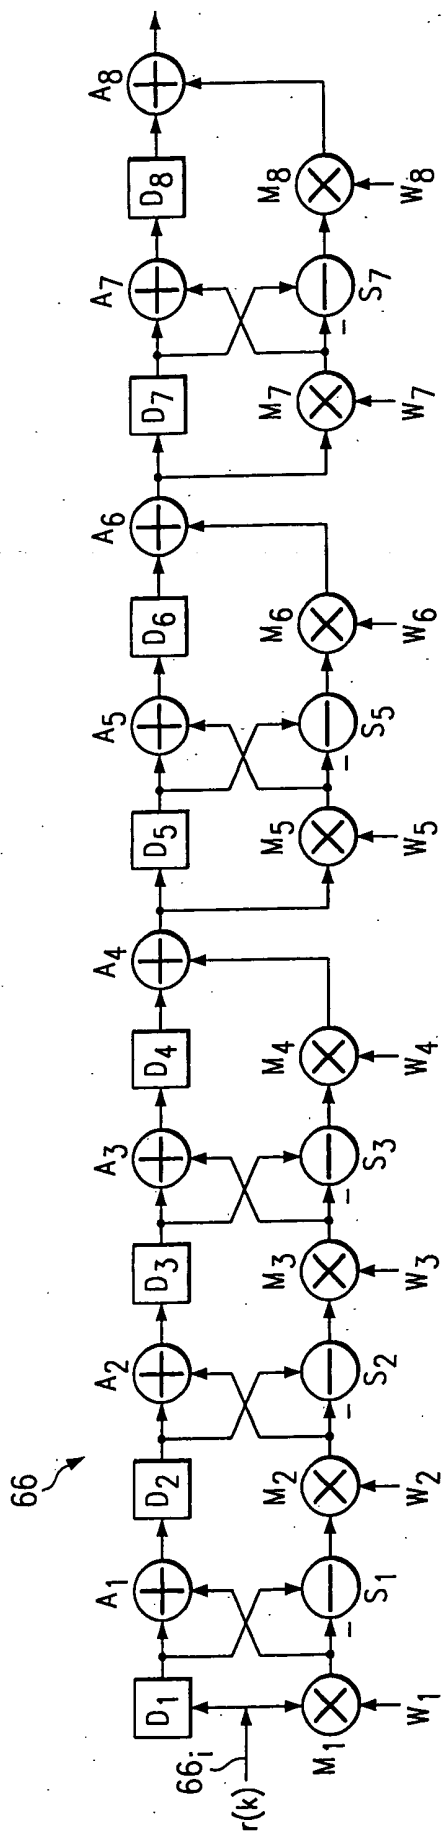 66
A₁ A₂ A₃ A₄ A₅ A₆ A₇ A₈
D₁ D₂ D₃ D₄ D₅ D₆ D₇ D₈
66ᵢ
r(k)
M₁ M₂ M₃ M₄ M₅ M₆ M₇ M₈
S₁ S₂ S₃ S₅ S₇
W₁ W₂ W₃ W₄ W₅ W₆ W₇ W₈